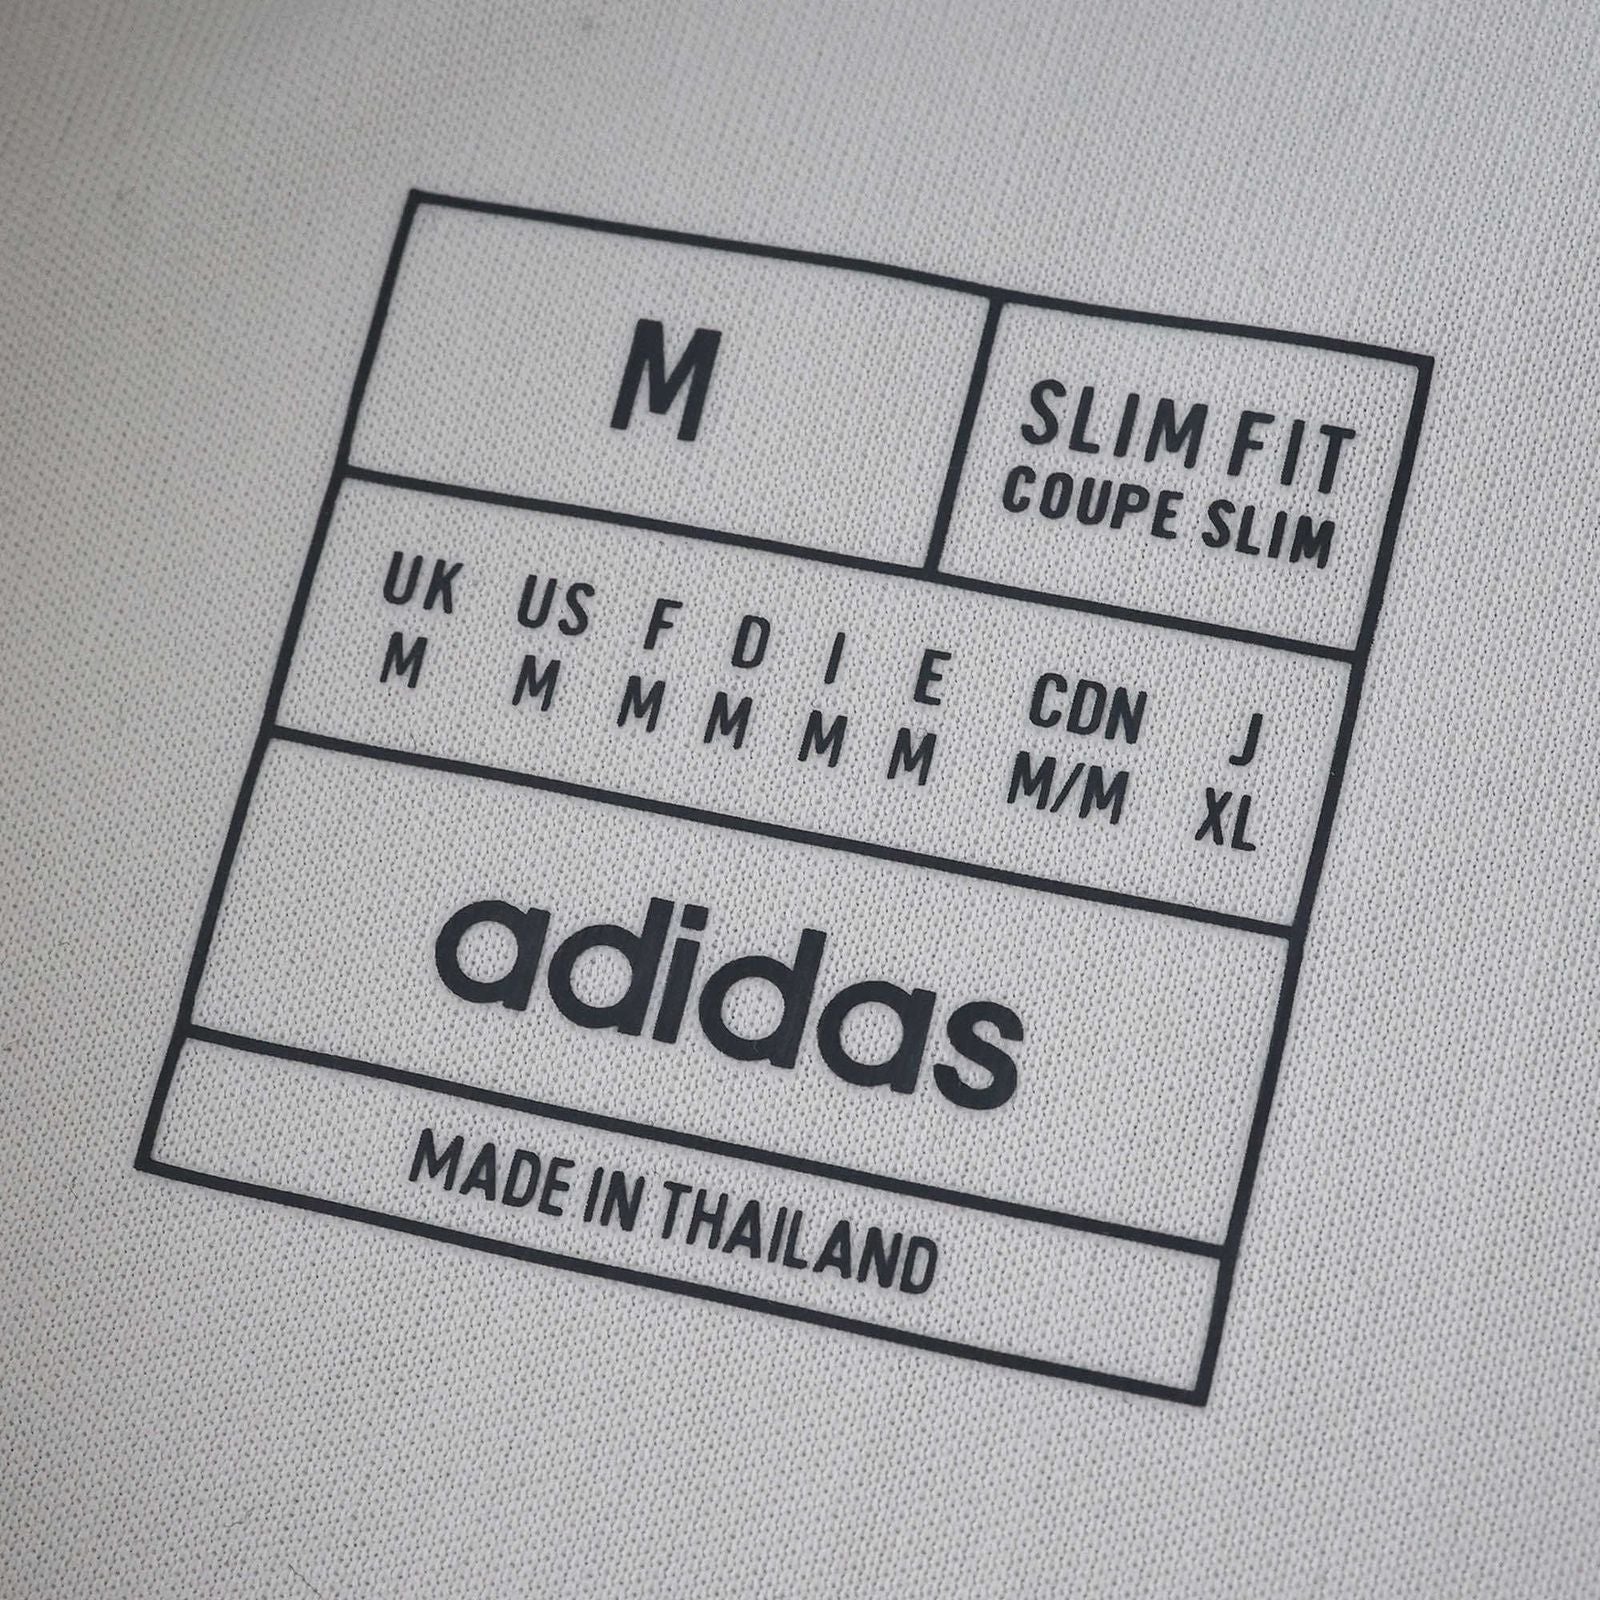 M
SLIM FIT
COUPE SLIM
UK US F D I E CDN J
M M M M M M M/M XL
adidas
MADE IN THAILAND